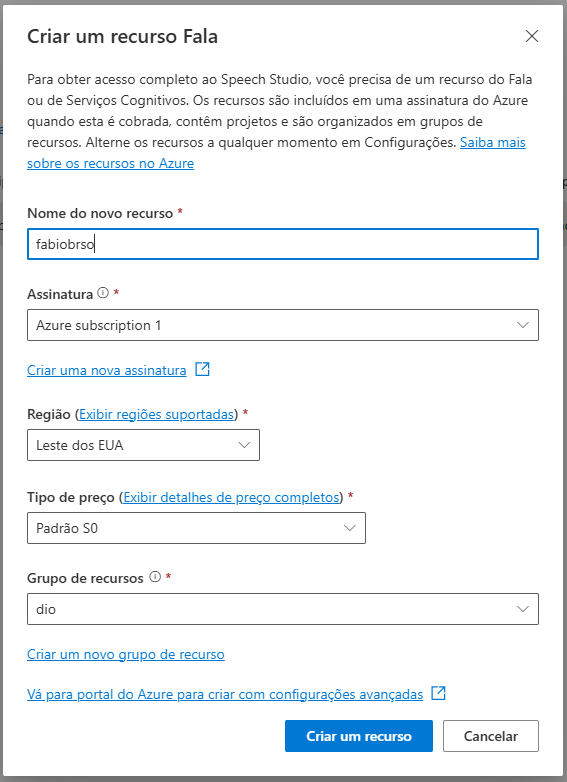 Criar um recurso Fala
Para obter acesso completo ao Speech Studio, você precisa de um recurso do Fala
ou de Serviços Cognitivos. Os recursos são incluídos em uma assinatura do Azure
quando esta é cobrada, contêm projetos e são organizados em grupos de
recursos. Alterne os recursos a qualquer momento em Configurações. Saiba mais
sobre os recursos no Azure
Nome do novo recurso *
fabiobrso
Assinatura *
Azure subscription 1
Criar uma nova assinatura
Região (Exibir regiões suportadas) *
Leste dos EUA
Tipo de preço (Exibir detalhes de preço completos) *
Padrão S0
Grupo de recursos *
dio
Criar um novo grupo de recurso
Vá para portal do Azure para criar com configurações avançadas
Criar um recurso
Cancelar